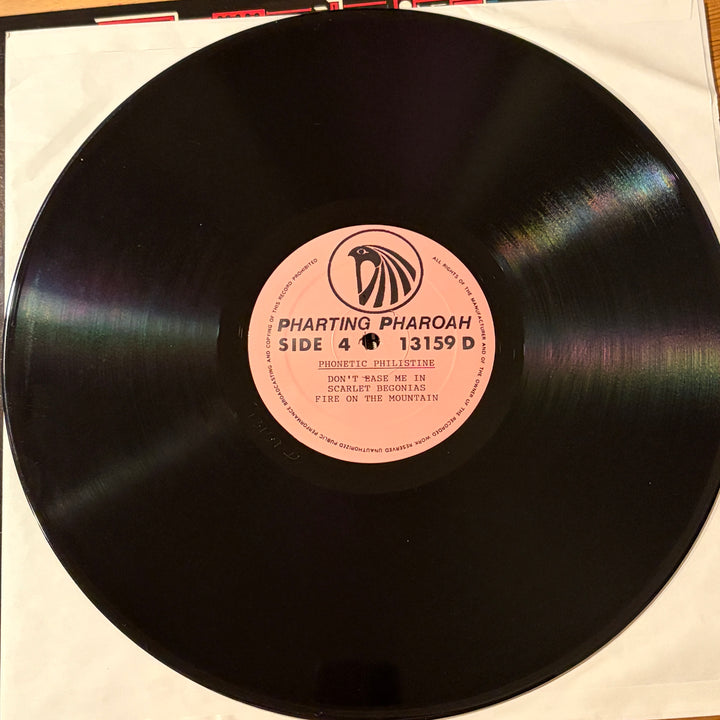 PHARTING PHAROAH
SIDE 4 13159 D
PHONETIC PHILISTINE
DON'T EASE ME IN
SCARLET BEGONIAS
FIRE ON THE MOUNTAIN
ALL RIGHTS OF THE MANUFACTURER AND OF THE OWNER OF THE RECORDED WORK RESERVED UNAUTHORIZED PUBLIC PERFORMANCE BROADCASTING AND COPYING OF THIS RECORD PROHIBITED